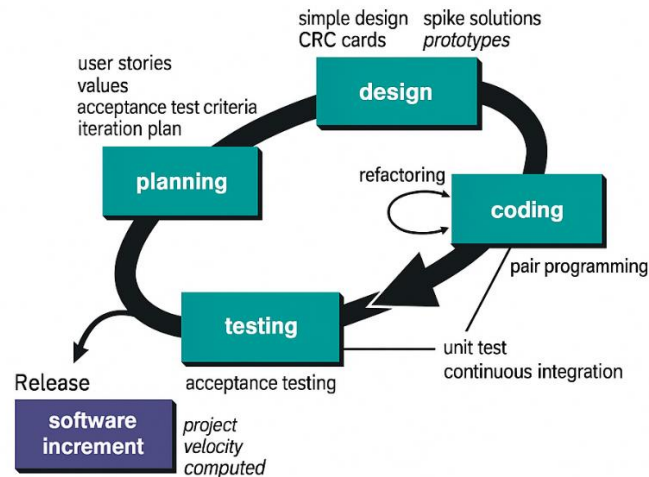 simple design
CRC cards
spike solutions
prototypes
user stories
values
acceptance test criteria
iteration plan
design
planning
refactoring
coding
pair programming
testing
unit test
continuous integration
acceptance testing
Release
software
increment
project
velocity
computed